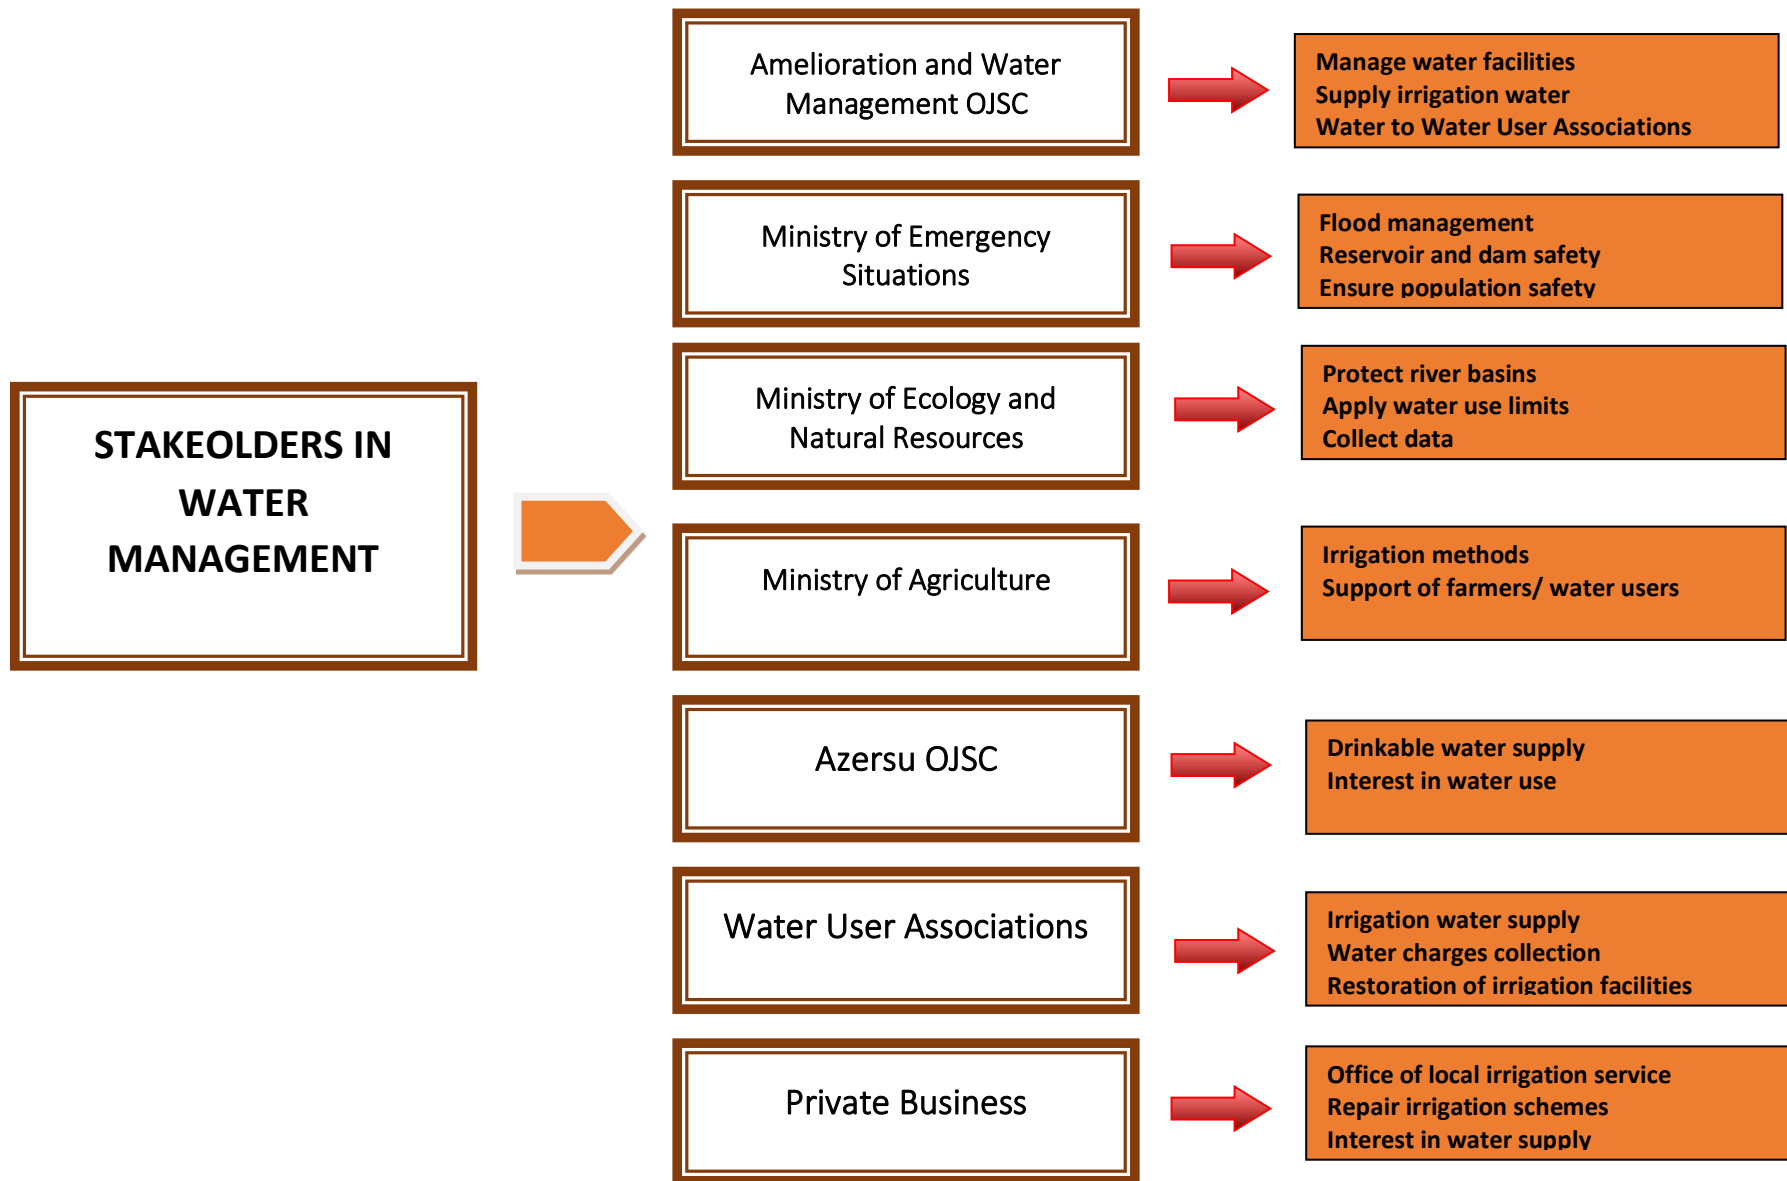 STAKEOLDERS IN
WATER
MANAGEMENT
Amelioration and Water
Management OJSC
Manage water facilities
Supply irrigation water
Water to Water User Associations
Ministry of Emergency
Situations
Flood management
Reservoir and dam safety
Ensure population safety
Ministry of Ecology and
Natural Resources
Protect river basins
Apply water use limits
Collect data
Ministry of Agriculture
Irrigation methods
Support of farmers/ water users
Azersu OJSC
Drinkable water supply
Interest in water use
Water User Associations
Irrigation water supply
Water charges collection
Restoration of irrigation facilities
Private Business
Office of local irrigation service
Repair irrigation schemes
Interest in water supply